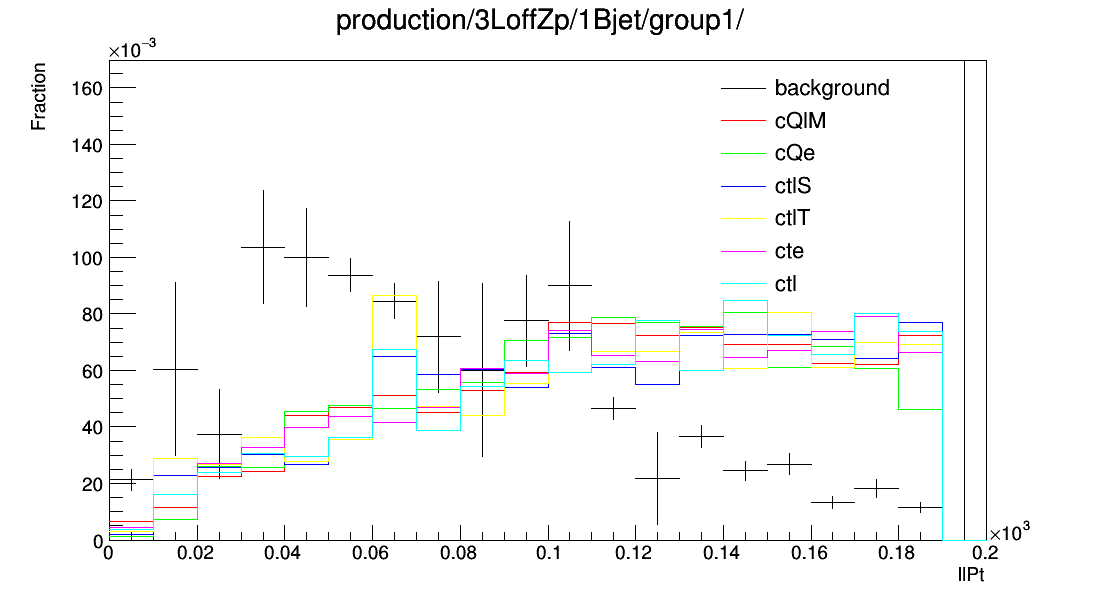 production/3LoffZp/1Bjet/group1/
×10⁻³
Fraction
160
140
120
100
80
60
40
20
0
background
cQlM
cQe
ctlS
ctlT
cte
ctl
0 0.02 0.04 0.06 0.08 0.1 0.12 0.14 0.16 0.18 0.2
×10³
llPt